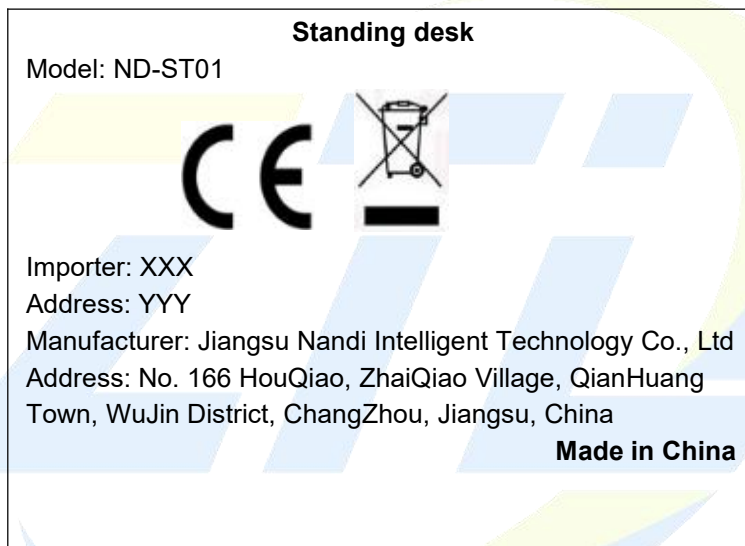 Standing desk
Model: ND-ST01
CE
Importer: XXX
Address: YYY
Manufacturer: Jiangsu Nandi Intelligent Technology Co., Ltd
Address: No. 166 HouQiao, ZhaiQiao Village, QianHuang
Town, WuJin District, ChangZhou, Jiangsu, China
Made in China